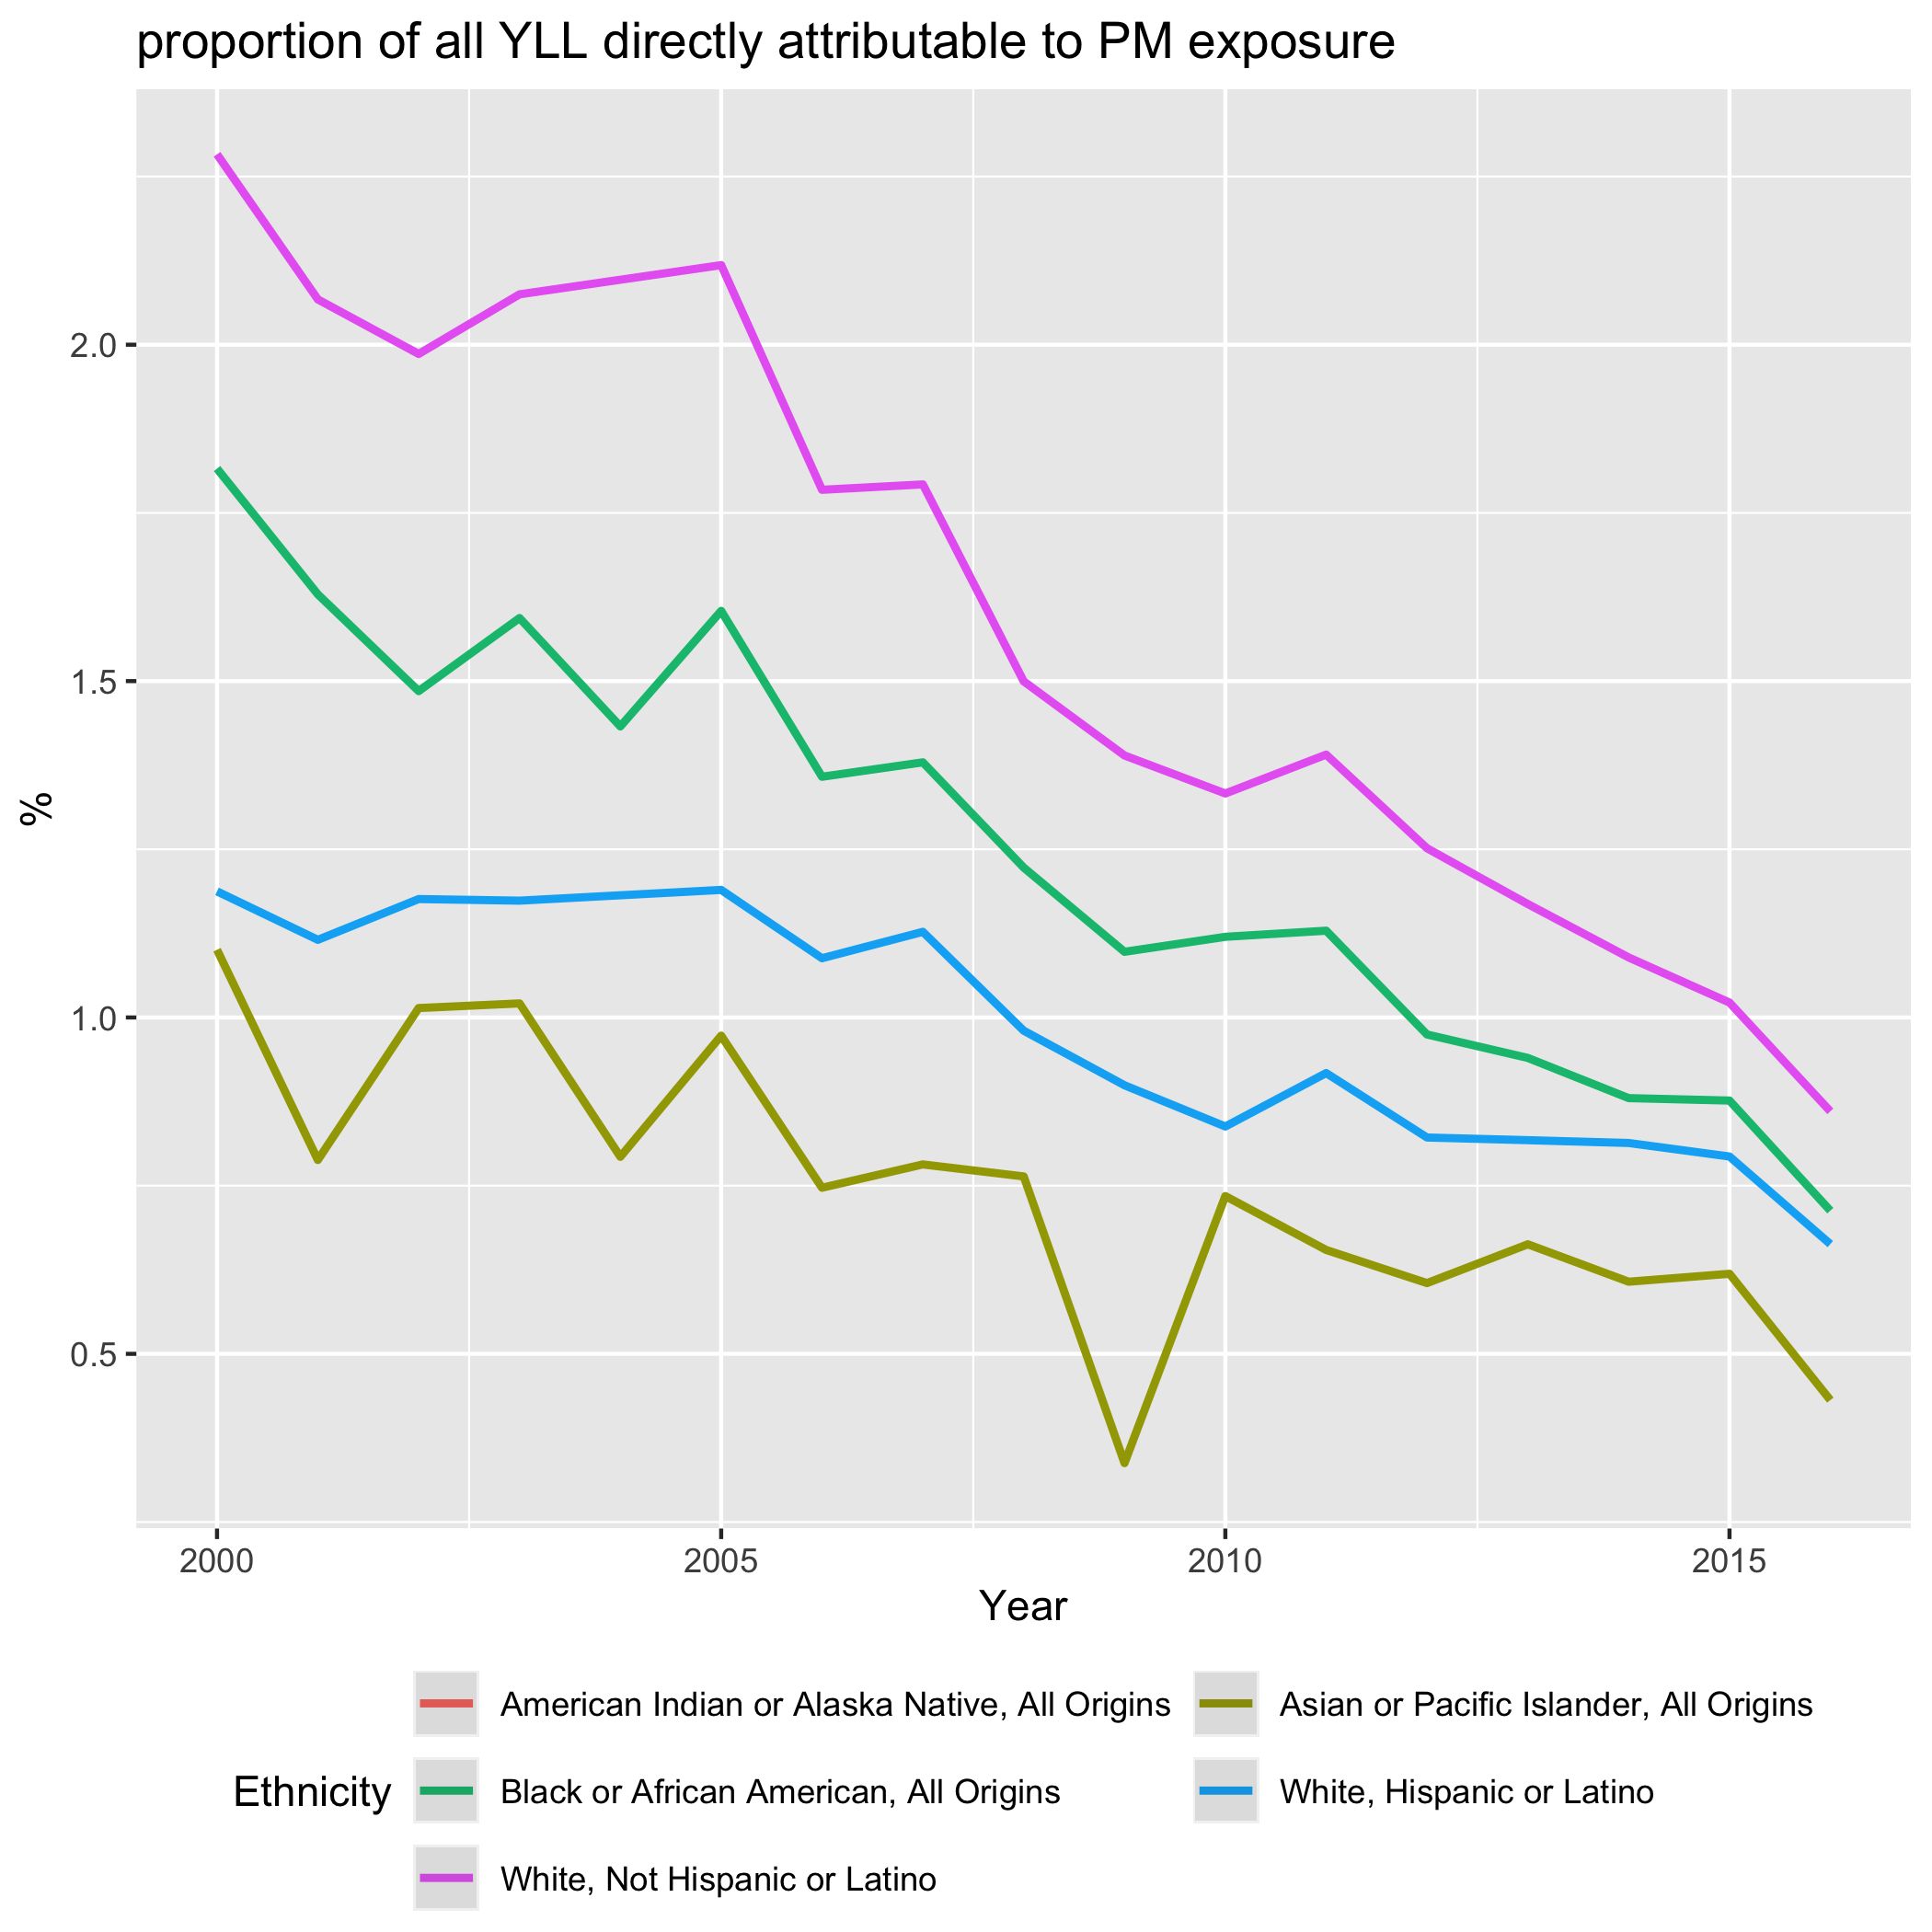 proportion of all YLL directly attributable to PM exposure
%
2.0
1.5
1.0
0.5
2000 2005 2010 2015
Year
Ethnicity
American Indian or Alaska Native, All Origins
Asian or Pacific Islander, All Origins
Black or African American, All Origins
White, Hispanic or Latino
White, Not Hispanic or Latino